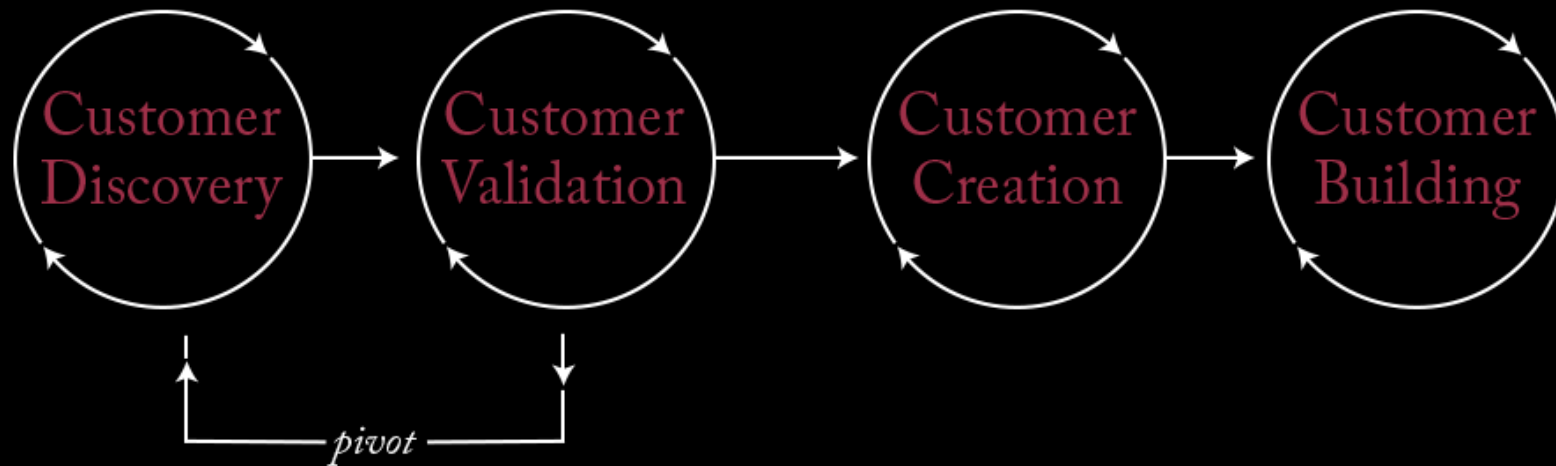 Customer
Discovery
Customer
Validation
Customer
Creation
Customer
Building
pivot